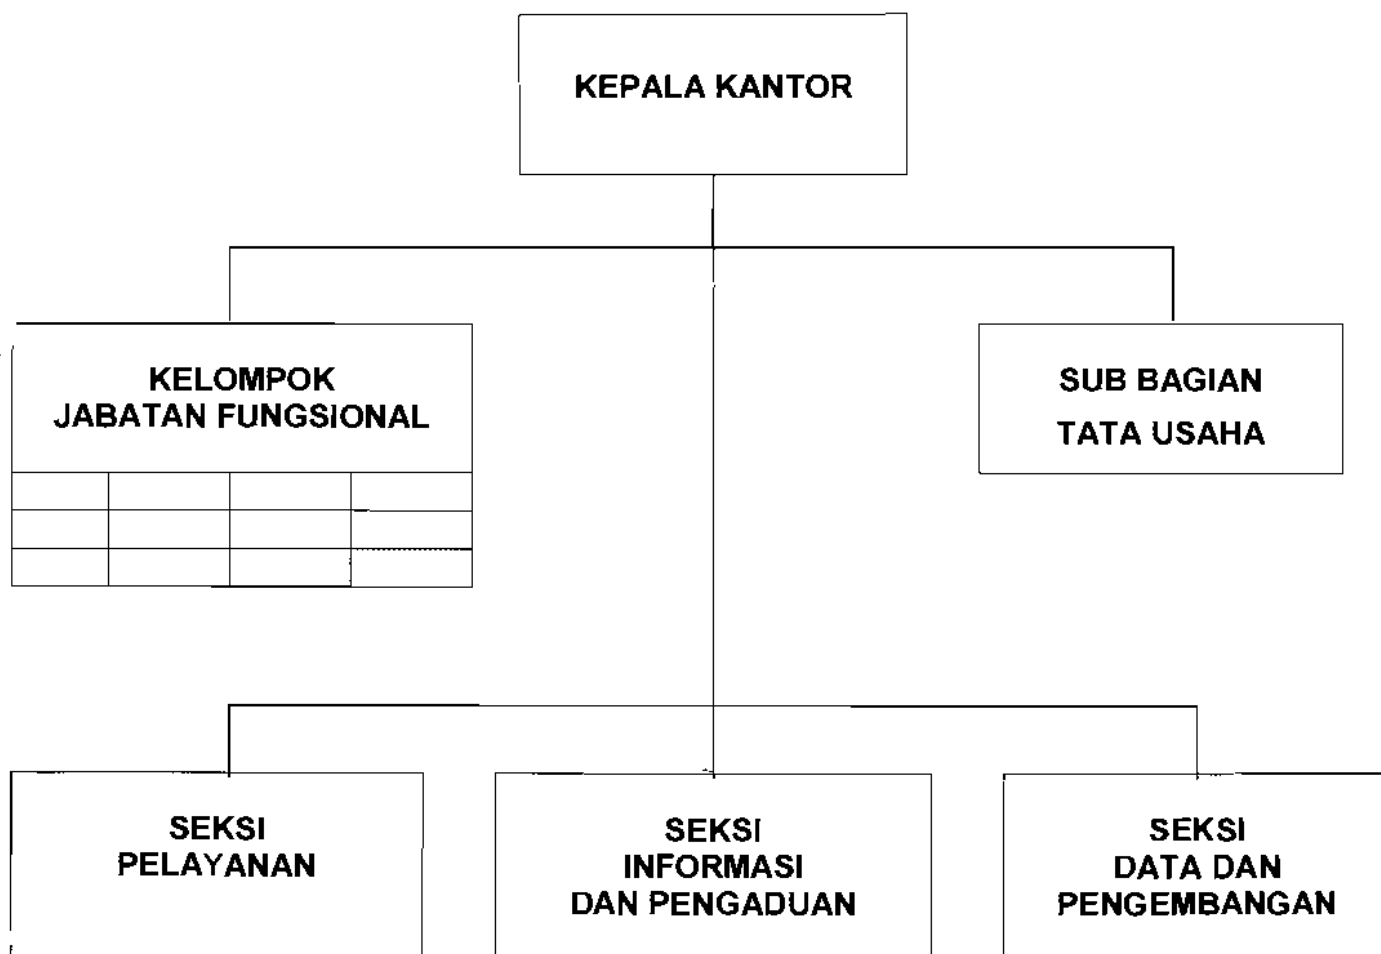 KEPALA KANTOR
KELOMPOK
JABATAN FUNGSIONAL
SUB BAGIAN
TATA USAHA
SEKSI
PELAYANAN
SEKSI
INFORMASI
DAN PENGADUAN
SEKSI
DATA DAN
PENGEMBANGAN